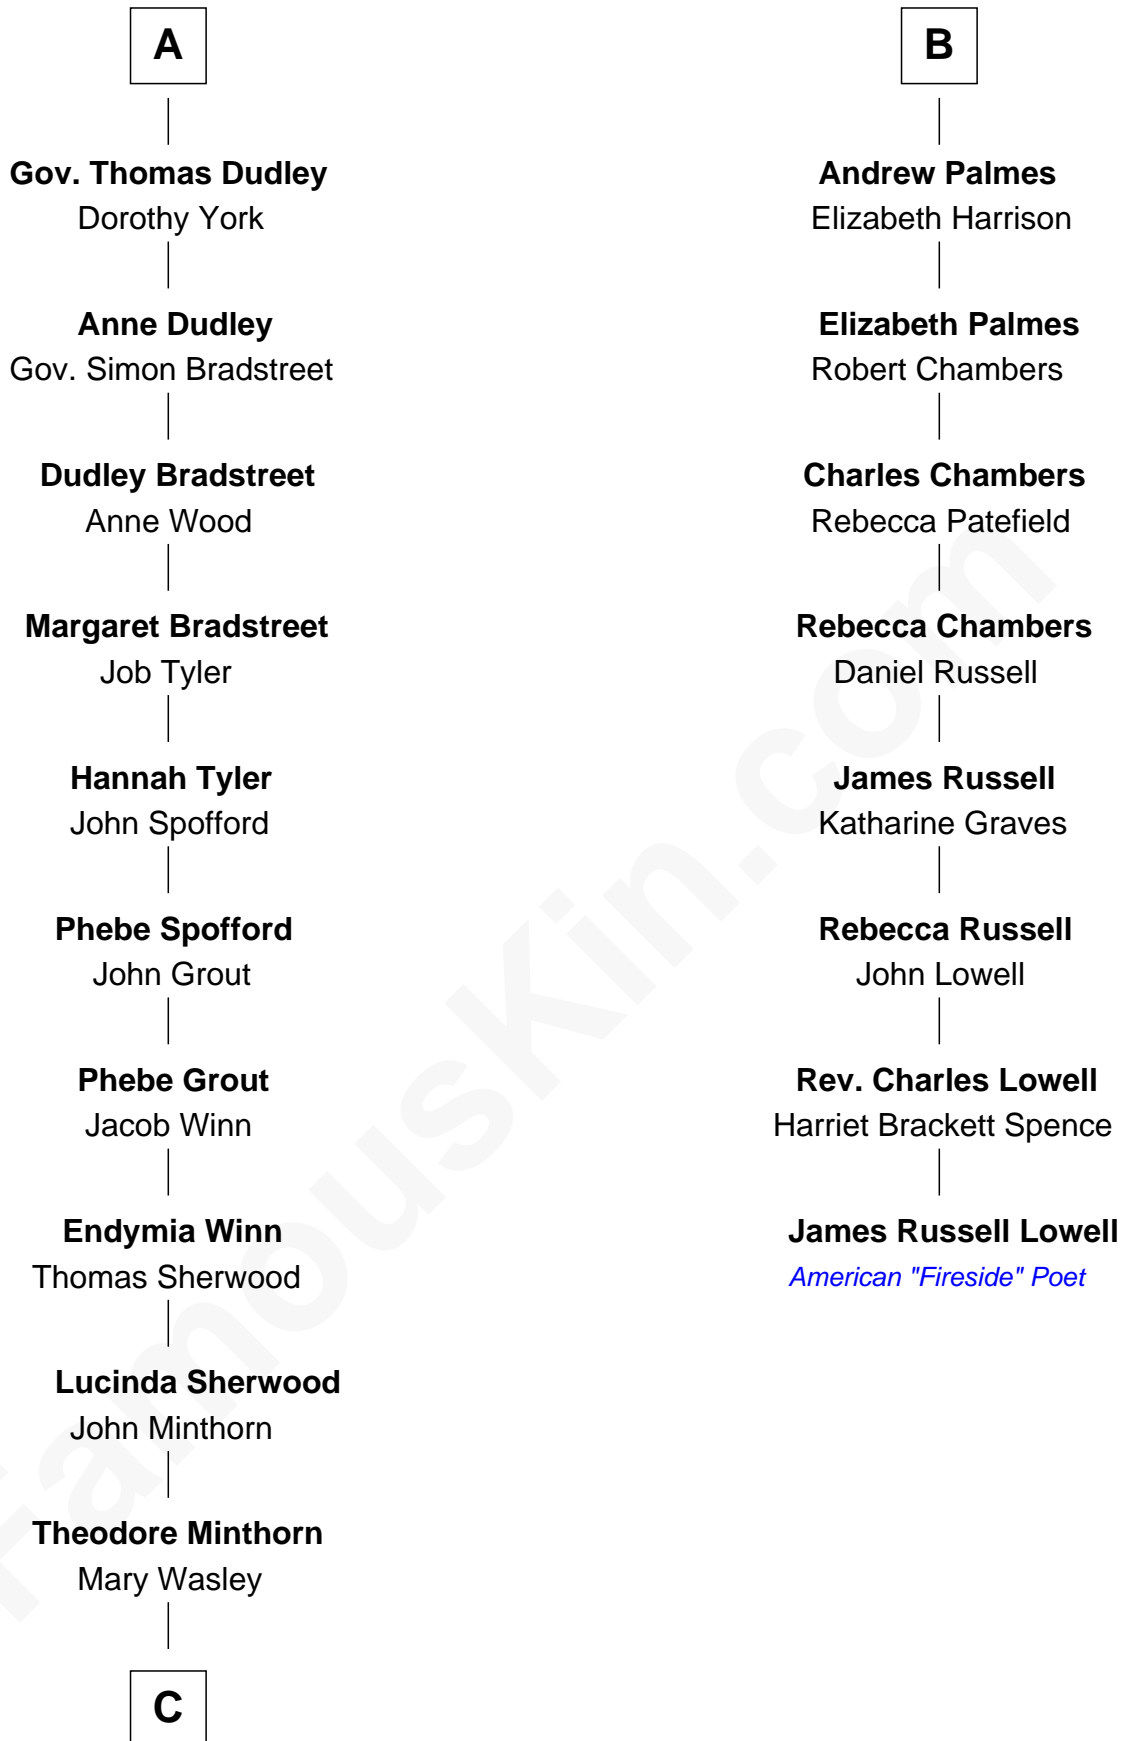 A
Gov. Thomas Dudley
Dorothy York
Anne Dudley
Gov. Simon Bradstreet
Dudley Bradstreet
Anne Wood
Margaret Bradstreet
Job Tyler
Hannah Tyler
John Spofford
Phebe Spofford
John Grout
Phebe Grout
Jacob Winn
Endymia Winn
Thomas Sherwood
Lucinda Sherwood
John Minthorn
Theodore Minthorn
Mary Wasley
C
B
Andrew Palmes
Elizabeth Harrison
Elizabeth Palmes
Robert Chambers
Charles Chambers
Rebecca Patefield
Rebecca Chambers
Daniel Russell
James Russell
Katharine Graves
Rebecca Russell
John Lowell
Rev. Charles Lowell
Harriet Brackett Spence
James Russell Lowell
American "Fireside" Poet
FamousKin.com